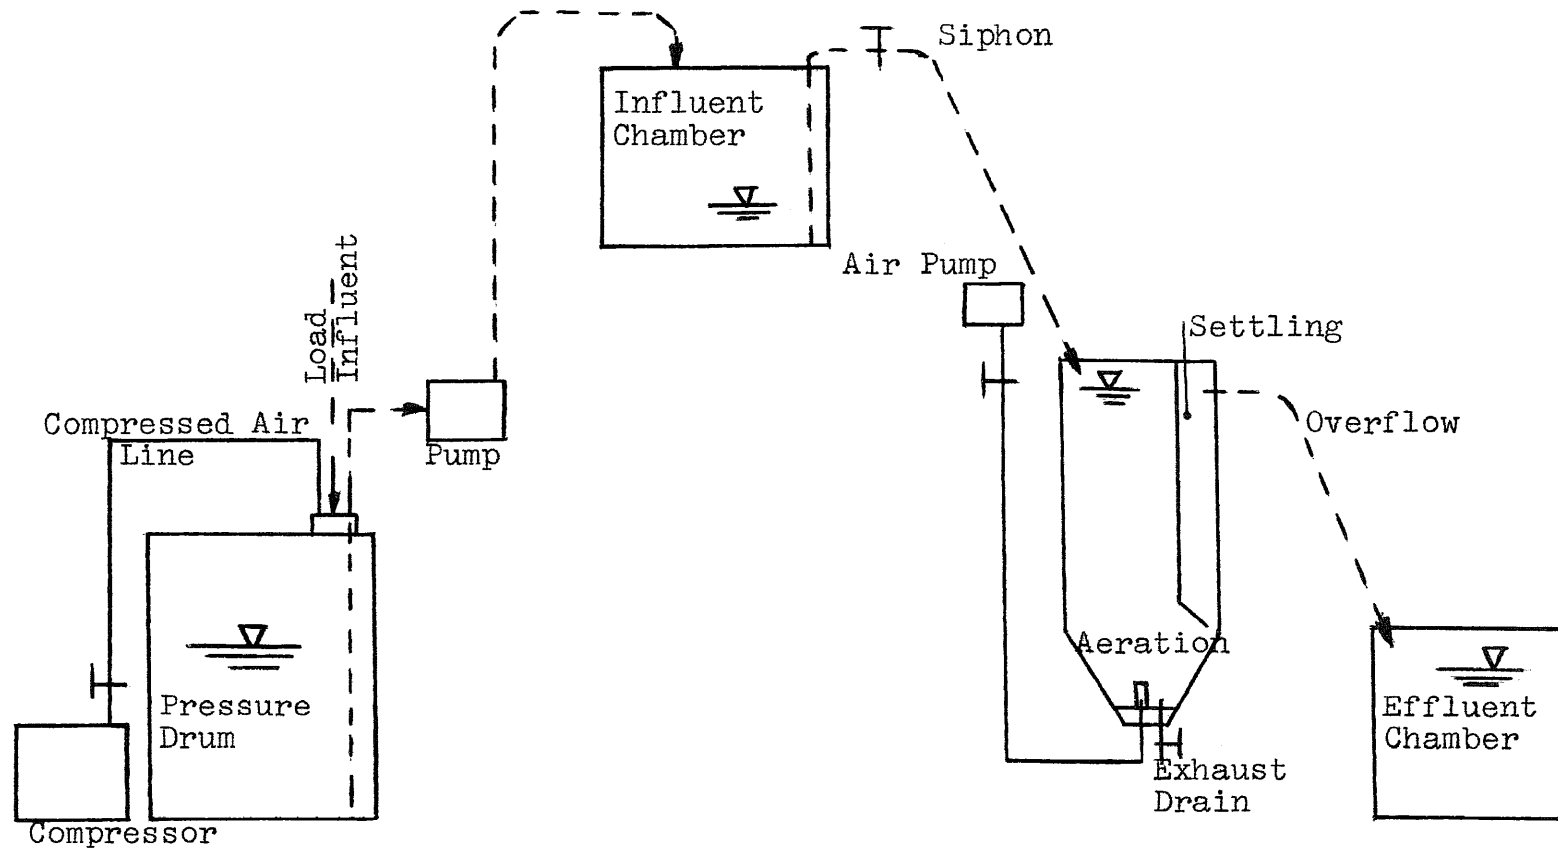 Siphon
Influent
Chamber
Air Pump
Load
Influent
Settling
Compressed Air
Line
Pump
Overflow
Aeration
Pressure
Drum
Effluent
Chamber
Exhaust
Drain
Compressor